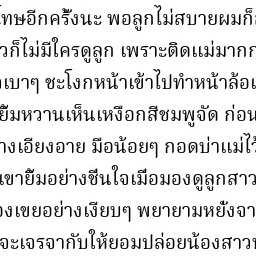 โทษอีกครั้งนะ พอลูกไม่สบายผมก็
วก็ไม่มีใครดูลูก เพราะติดแม่มาก
เบาๆ ชะโงกหน้าเข้าไปทำหน้าล้อ
ยิ้มหวานเห็นเหงือกสีชมพูจัด ก่อน
างเอียงอาย มือน้อยๆ กอดบ่าแม่ไว้
เขายิ้มอย่างชื่นใจเมื่อมองดูลูกสาว
องเขยอย่างเงียบๆ พยายามหยั่งจา
จะเจรจากับให้ยอมปล่อยน้องสาว